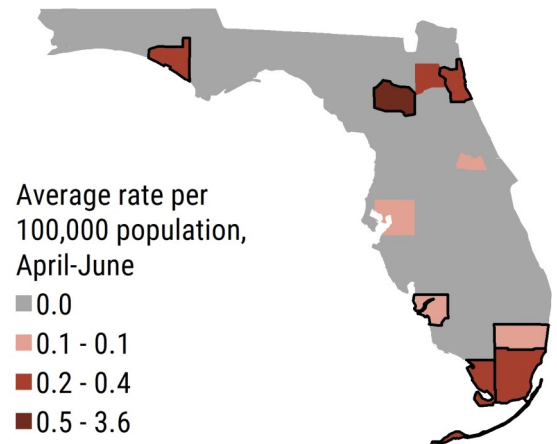 Average rate per
100,000 population,
April-June
0.0
0.1 - 0.1
0.2 - 0.4
0.5 - 3.6